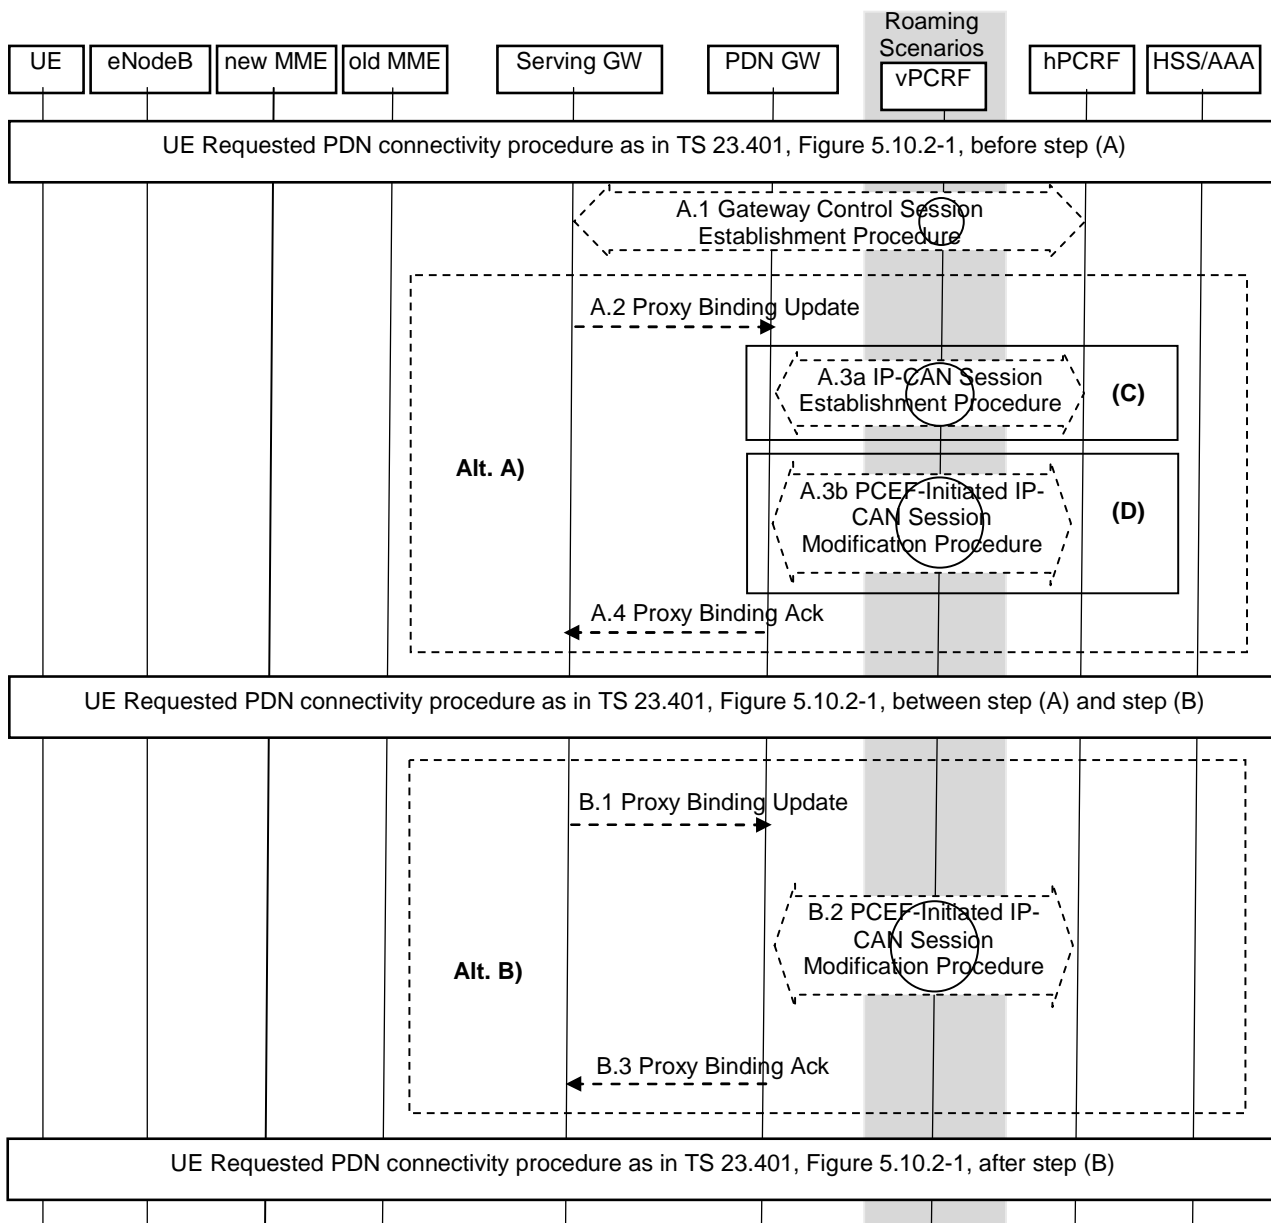 Roaming
Scenarios
UE
eNodeB
new MME
old MME
Serving GW
PDN GW
vPCRF
hPCRF
HSS/AAA
UE Requested PDN connectivity procedure as in TS 23.401, Figure 5.10.2-1, before step (A)
A.1 Gateway Control Session
Establishment Procedure
A.2 Proxy Binding Update
A.3a IP-CAN Session
Establishment Procedure
(C)
Alt. A)
A.3b PCEF-Initiated IP-
CAN Session
Modification Procedure
(D)
A.4 Proxy Binding Ack
UE Requested PDN connectivity procedure as in TS 23.401, Figure 5.10.2-1, between step (A) and step (B)
B.1 Proxy Binding Update
B.2 PCEF-Initiated IP-
CAN Session
Modification Procedure
Alt. B)
B.3 Proxy Binding Ack
UE Requested PDN connectivity procedure as in TS 23.401, Figure 5.10.2-1, after step (B)